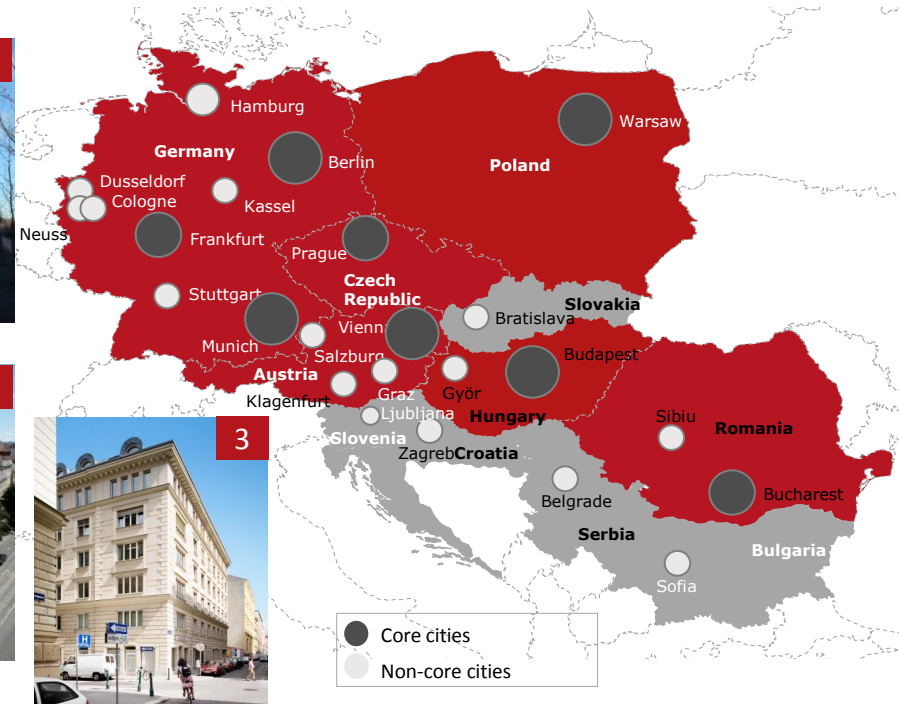 Hamburg
Warsaw
Germany
Berlin
Poland
Dusseldorf
Cologne
Kassel
Neuss
Frankfurt
Prague
Czech
Republic
Stuttgart
Slovakia
Bratislava
Vienn
Munich
Salzburg
Budapest
Austria
Klagenfurt
Graz
Györ
Ljubljana
Hungary
Sibiu
Romania
Slovenia
3
Zagreb
Croatia
Belgrade
Bucharest
Serbia
Bulgaria
Sofia
H
Core cities
Non-core cities